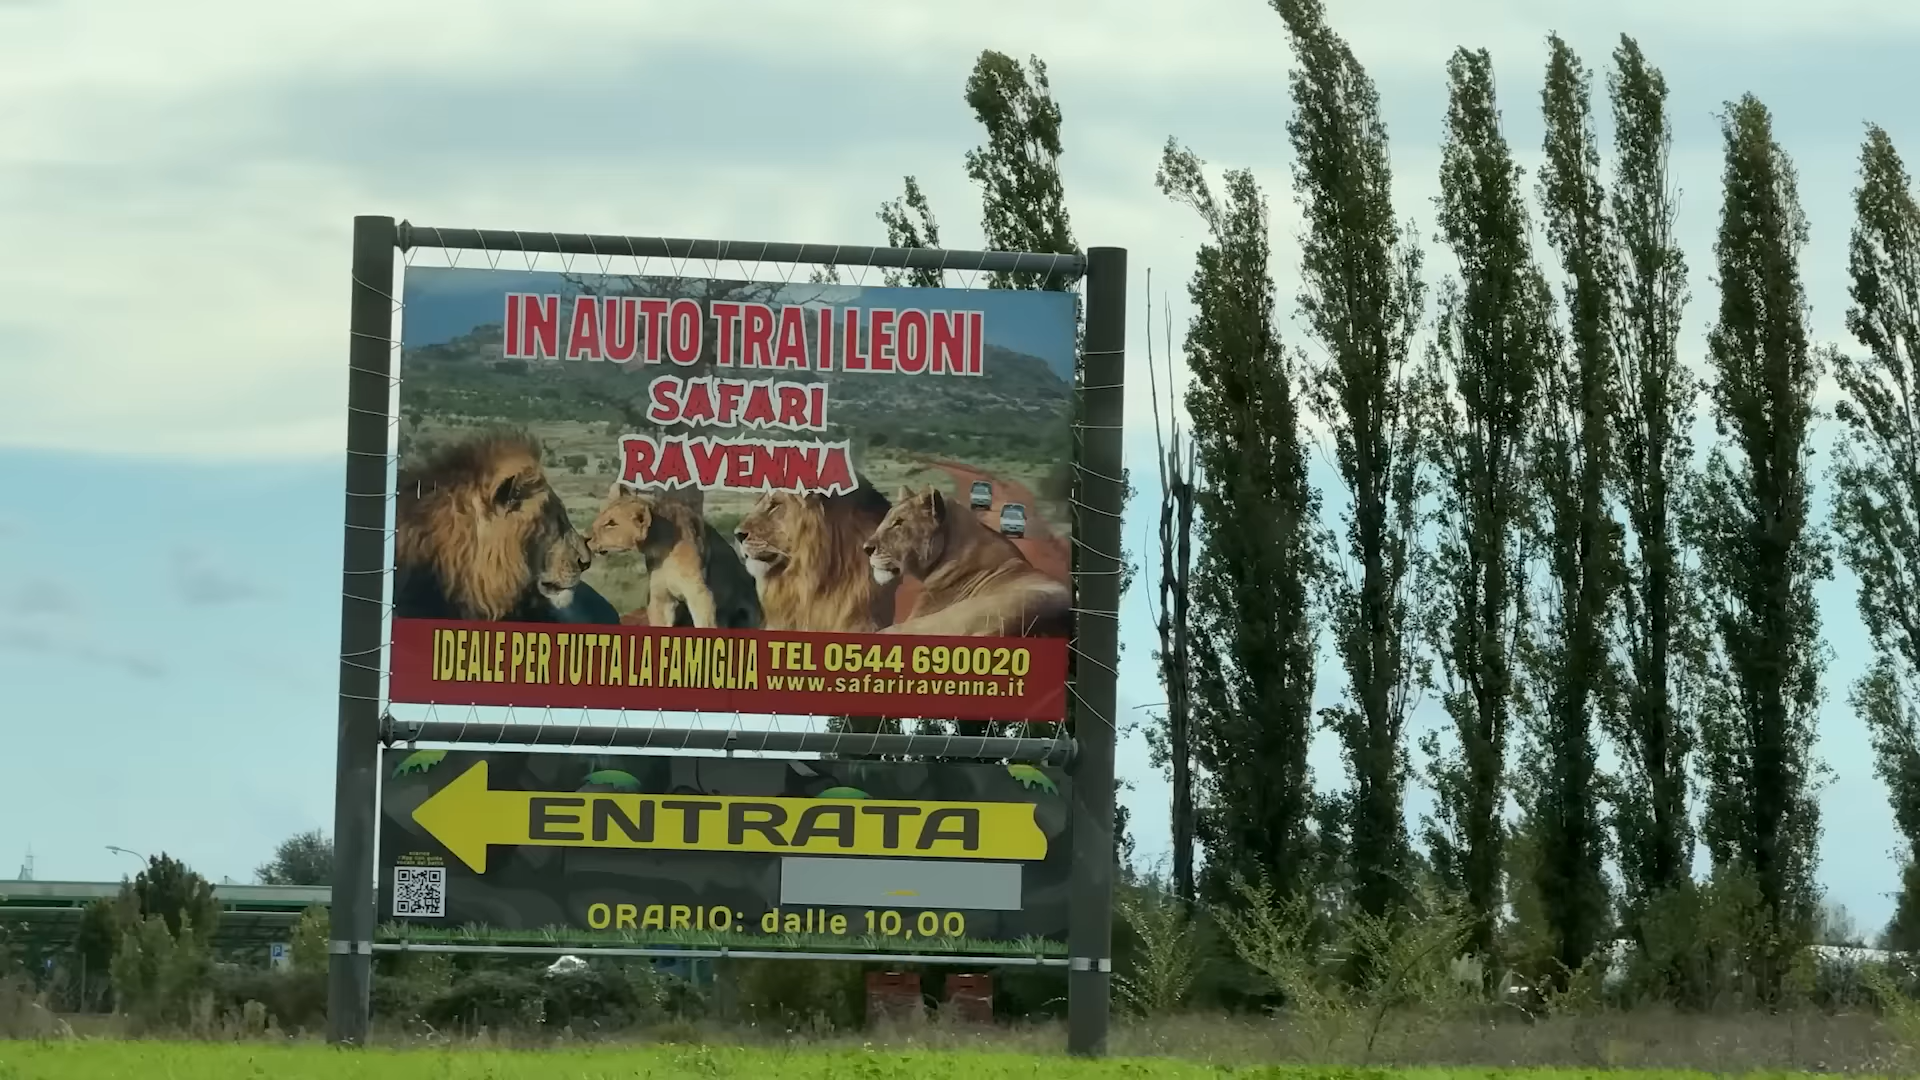 IN AUTO TRA I LEONI
SAFARI
RAVENNA
IDEALE PER TUTTA LA FAMIGLIA
TEL 0544 690020
www.safariravenna.it
ENTRATA
ORARIO: dalle 10,00
P